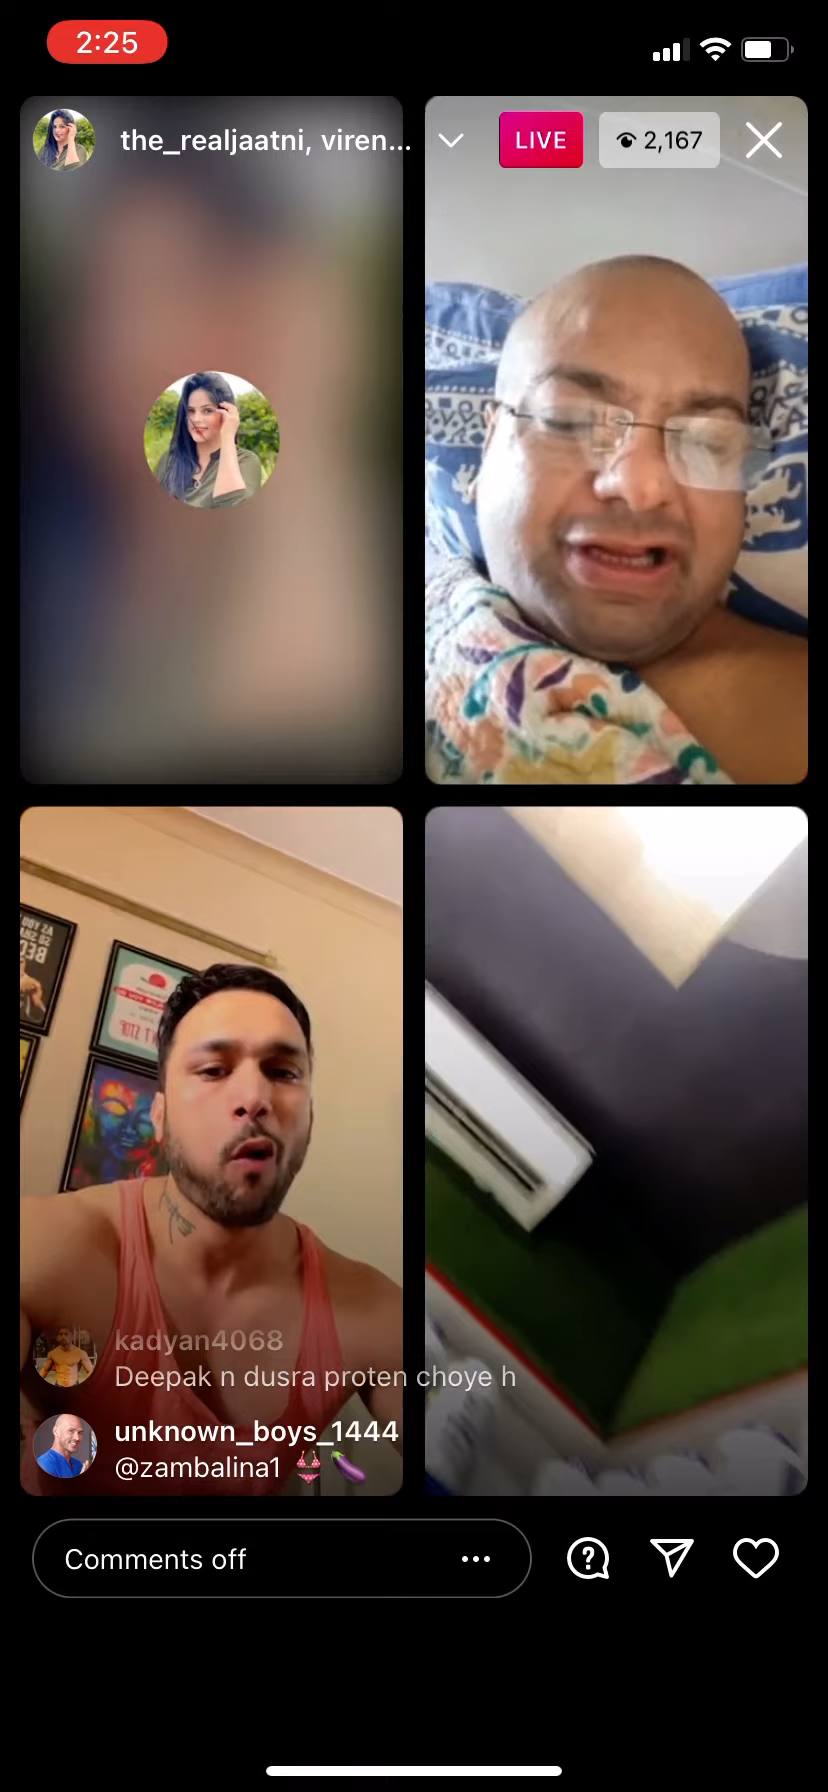 2:25
the_realjaatni, viren...
LIVE
2,167
kadyan4068
Deepak n dusra proten choye h
unknown_boys_1444
@zambalina1 👙🍆
Comments off